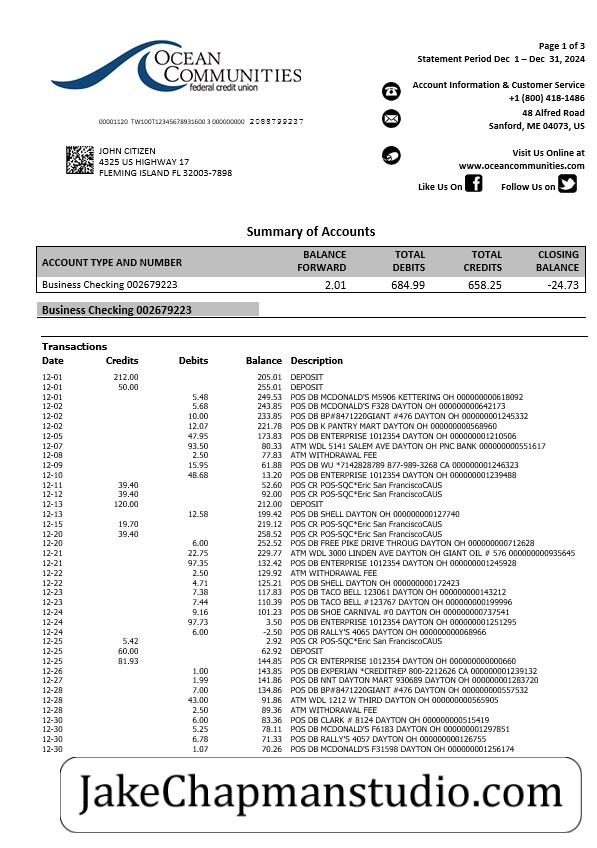 Page 1 of 3
Statement Period Dec 1 – Dec 31, 2024
OCEAN
COMMUNITIES
federal credit union
Account Information & Customer Service
+1 (800) 418-1486
00001120 TW100T12345678931600 3 000000000 2088799237
48 Alfred Road
Sanford, ME 04073, US
JOHN CITIZEN
4325 US HIGHWAY 17
FLEMING ISLAND FL 32003-7898
Visit Us Online at
www.oceancommunities.com
Like Us On Follow Us on
Summary of Accounts
ACCOUNT TYPE AND NUMBER BALANCE FORWARD TOTAL DEBITS TOTAL CREDITS CLOSING BALANCE
Business Checking 002679223 2.01 684.99 658.25 -24.73
Business Checking 002679223
Transactions
Date Credits Debits Balance Description
12-01 212.00 205.01 DEPOSIT
12-01 50.00 255.01 DEPOSIT
12-01 5.48 249.53 POS DB MCDONALD'S M5906 KETTERING OH 000000000618092
12-02 5.68 243.85 POS DB MCDONALD'S F328 DAYTON OH 000000000642173
12-02 10.00 233.85 POS DB BP#8471220GIANT #476 DAYTON OH 000000001245332
12-02 12.07 221.78 POS DB K PANTRY MART DAYTON OH 000000000568960
12-05 47.95 173.83 POS DB ENTERPRISE 1012354 DAYTON OH 000000001210506
12-07 93.50 80.33 ATM WDL 5141 SALEM AVE DAYTON OH PNC BANK 000000000551617
12-08 2.50 77.83 ATM WITHDRAWAL FEE
12-09 15.95 61.88 POS DB WU *7142828789 877-989-3268 CA 000000001246323
12-10 48.68 13.20 POS DB ENTERPRISE 1012354 DAYTON OH 000000001239488
12-11 39.40 52.60 POS CR POS-SQC*Eric San FranciscoCAUS
12-12 39.40 92.00 POS CR POS-SQC*Eric San FranciscoCAUS
12-13 120.00 212.00 DEPOSIT
12-13 12.58 199.42 POS DB SHELL DAYTON OH 000000000127740
12-15 19.70 219.12 POS CR POS-SQC*Eric San FranciscoCAUS
12-20 39.40 258.52 POS CR POS-SQC*Eric San FranciscoCAUS
12-20 6.00 252.52 POS DB FREE PIKE DRIVE THROUG DAYTON OH 000000000712628
12-21 22.75 229.77 ATM WDL 3000 LINDEN AVE DAYTON OH GIANT OIL # 576 000000000935645
12-21 97.35 132.42 POS DB ENTERPRISE 1012354 DAYTON OH 000000001245928
12-22 2.50 129.92 ATM WITHDRAWAL FEE
12-22 4.71 125.21 POS DB SHELL DAYTON OH 000000000172423
12-23 7.38 117.83 POS DB TACO BELL 123061 DAYTON OH 000000000143212
12-23 7.44 110.39 POS DB TACO BELL #123767 DAYTON OH 000000000199996
12-24 9.16 101.23 POS DB SHOE CARNIVAL #0 DAYTON OH 000000000737541
12-24 97.73 3.50 POS DB ENTERPRISE 1012354 DAYTON OH 000000001251295
12-24 6.00 -2.50 POS DB RALLY'S 4065 DAYTON OH 000000000068966
12-25 5.42 2.92 POS CR POS-SQC*Eric San FranciscoCAUS
12-25 60.00 62.92 DEPOSIT
12-25 81.93 144.85 POS CR ENTERPRISE 1012354 DAYTON OH 00000000000660
12-26 1.00 143.85 POS DB EXPERIAN *CREDITREP 800-2212626 CA 000000001239132
12-27 1.99 141.86 POS DB NNT DAYTON MART 930689 DAYTON OH 000000001283720
12-28 7.00 134.86 POS DB BP#8471220GIANT #476 DAYTON OH 000000000557532
12-28 43.00 91.86 ATM WDL 1212 W THIRD DAYTON OH 000000000565905
12-28 2.50 89.36 ATM WITHDRAWAL FEE
12-30 6.00 83.36 POS DB CLARK # 8124 DAYTON OH 000000000515419
12-30 5.25 78.11 POS DB MCDONALD'S F6183 DAYTON OH 000000001297851
12-30 6.78 71.33 POS DB RALLY'S 4057 DAYTON OH 000000000126755
12-30 1.07 70.26 POS DB MCDONALD'S F31598 DAYTON OH 000000001256174
JakeChapmanstudio.com